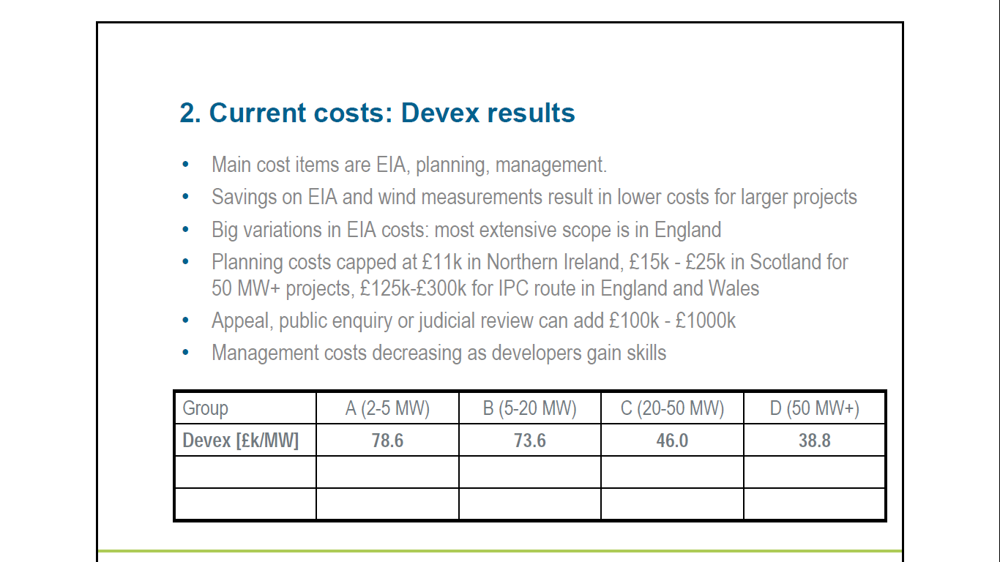 2. Current costs: Devex results
• Main cost items are EIA, planning, management.
• Savings on EIA and wind measurements result in lower costs for larger projects
• Big variations in EIA costs: most extensive scope is in England
• Planning costs capped at £11k in Northern Ireland, £15k - £25k in Scotland for
50 MW+ projects, £125k-£300k for IPC route in England and Wales
• Appeal, public enquiry or judicial review can add £100k - £1000k
• Management costs decreasing as developers gain skills
Group A (2-5 MW) B (5-20 MW) C (20-50 MW) D (50 MW+)
Devex [£k/MW] 78.6 73.6 46.0 38.8